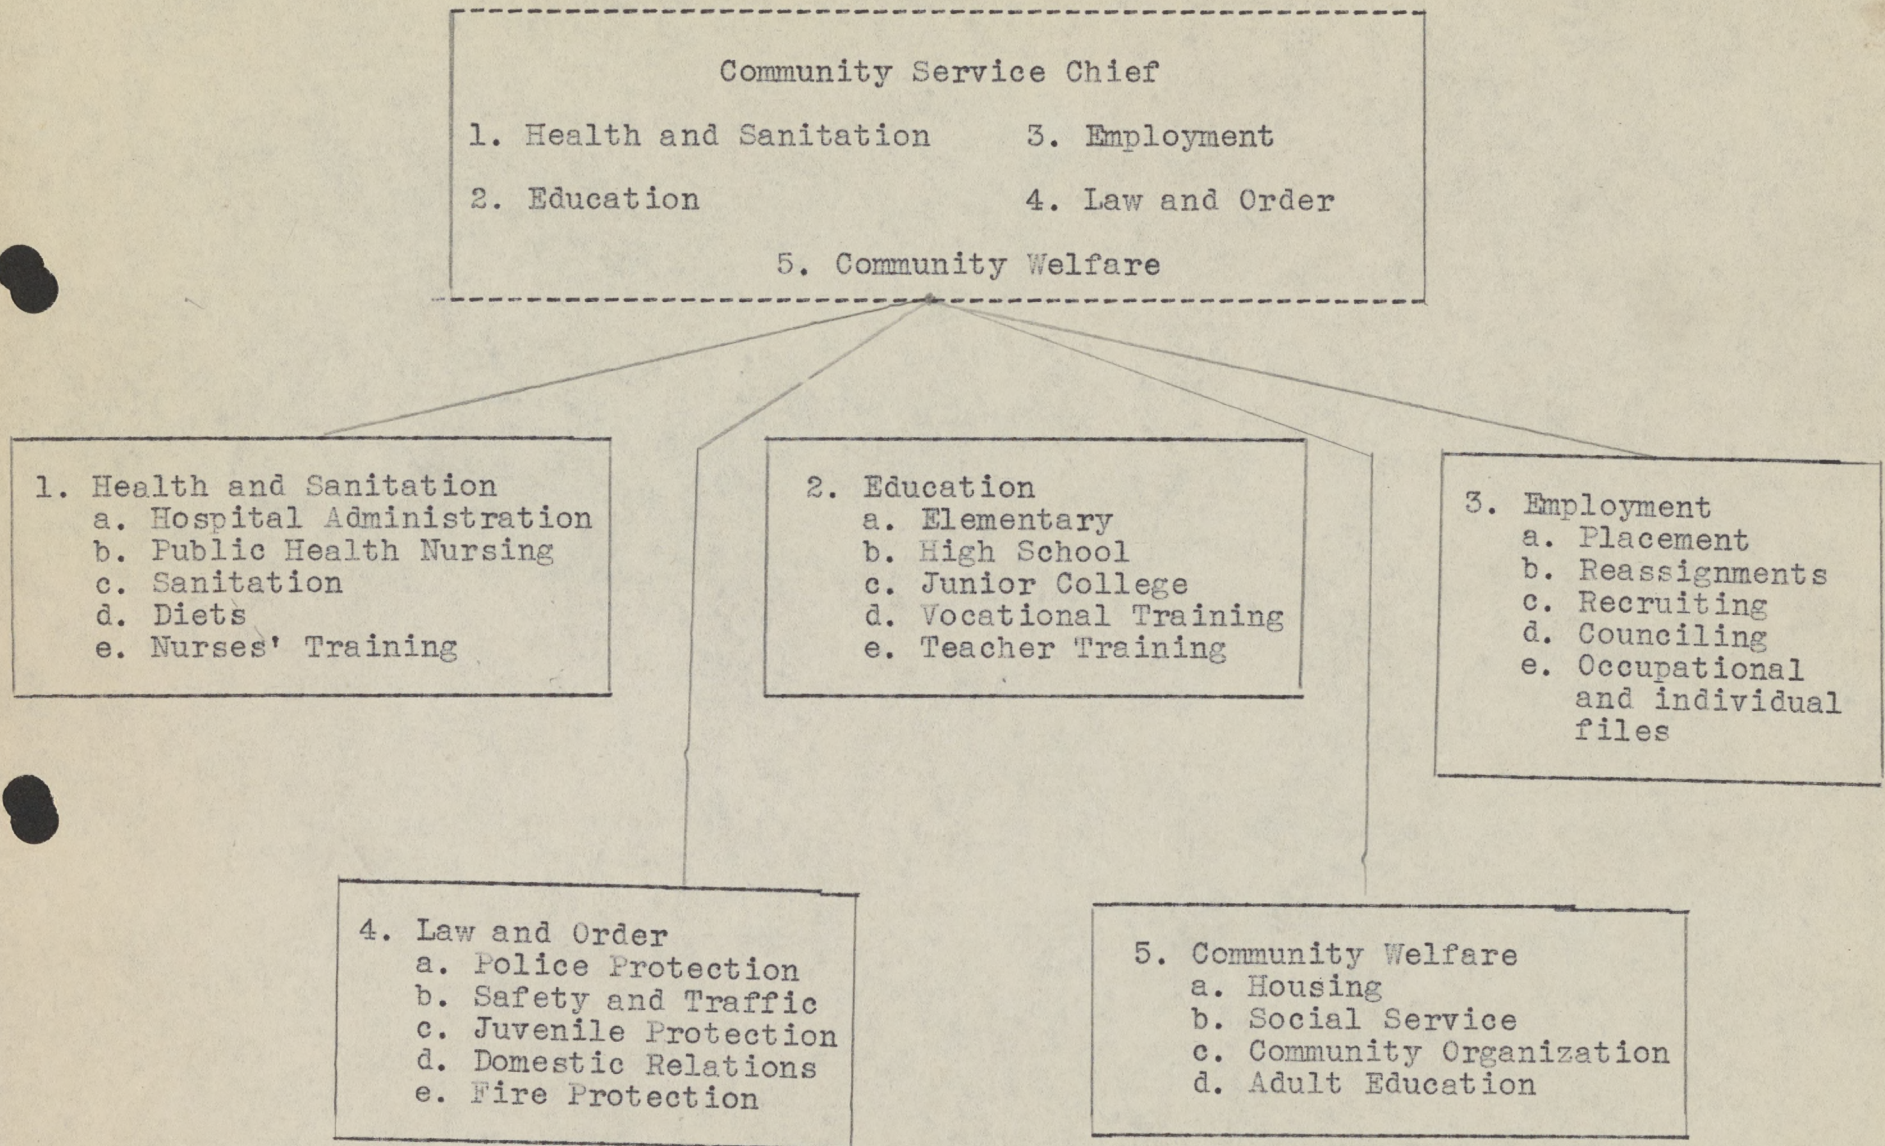 Community Service Chief
1. Health and Sanitation 3. Employment
2. Education 4. Law and Order
5. Community Welfare
1. Health and Sanitation
a. Hospital Administration
b. Public Health Nursing
c. Sanitation
d. Diets
e. Nurses' Training
2. Education
a. Elementary
b. High School
c. Junior College
d. Vocational Training
e. Teacher Training
3. Employment
a. Placement
b. Reassignments
c. Recruiting
d. Counciling
e. Occupational
and individual
files
4. Law and Order
a. Police Protection
b. Safety and Traffic
c. Juvenile Protection
d. Domestic Relations
e. Fire Protection
5. Community Welfare
a. Housing
b. Social Service
c. Community Organization
d. Adult Education